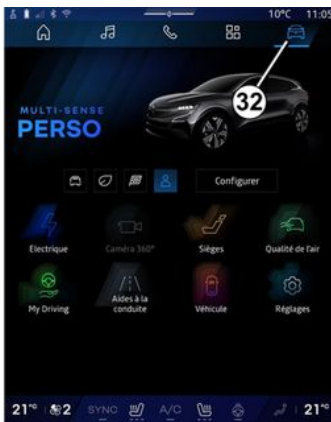 10°C 11:05
32
MULTI-SENSE
PERSO
Configurer
Electrique Caméra 360° Sièges Qualité de l'air
My Driving Aides à la conduite Véhicule Réglages
21°C 2 SYNC A/C 21°C